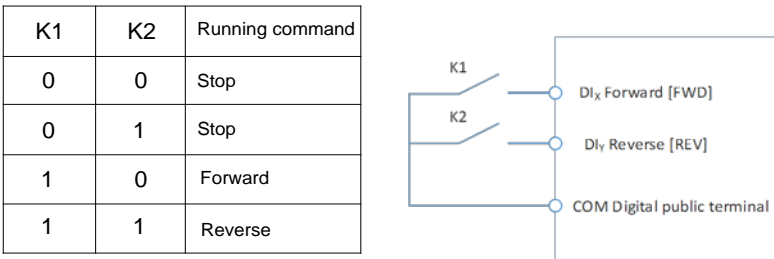 K1 K2 Running command
0 0 Stop
0 1 Stop
1 0 Forward
1 1 Reverse
K1
DIX Forward [FWD]
K2
DIY Reverse [REV]
COM Digital public terminal